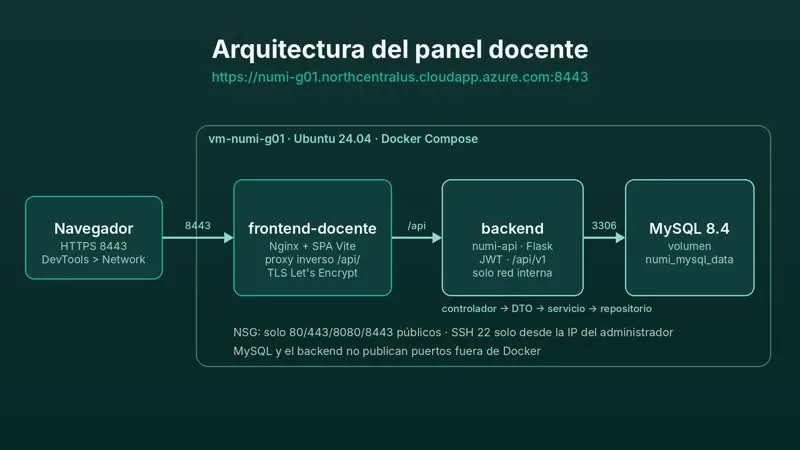 Arquitectura del panel docente
https://numi-g01.northcentralus.cloudapp.azure.com:8443
vm-numi-g01 · Ubuntu 24.04 · Docker Compose
Navegador
HTTPS 8443
DevTools > Network
8443
frontend-docente
Nginx + SPA Vite
proxy inverso /api/
TLS Let's Encrypt
/api
backend
numi-api · Flask
JWT · /api/v1
solo red interna
3306
MySQL 8.4
volumen
numi_mysql_data
controlador → DTO → servicio → repositorio
NSG: solo 80/443/8080/8443 públicos · SSH 22 solo desde la IP del administrador
MySQL y el backend no publican puertos fuera de Docker